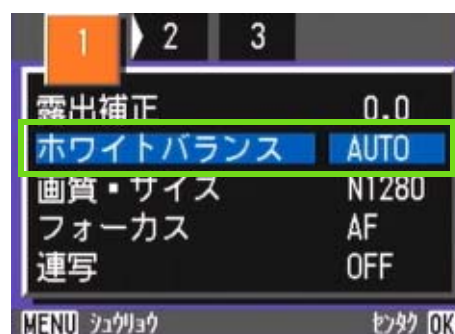 1 2 3
露出補正 0.0
ホワイトバランス AUTO
画質・サイズ N1280
フォーカス AF
連写 OFF
MENU シュウリョウ センタク OK